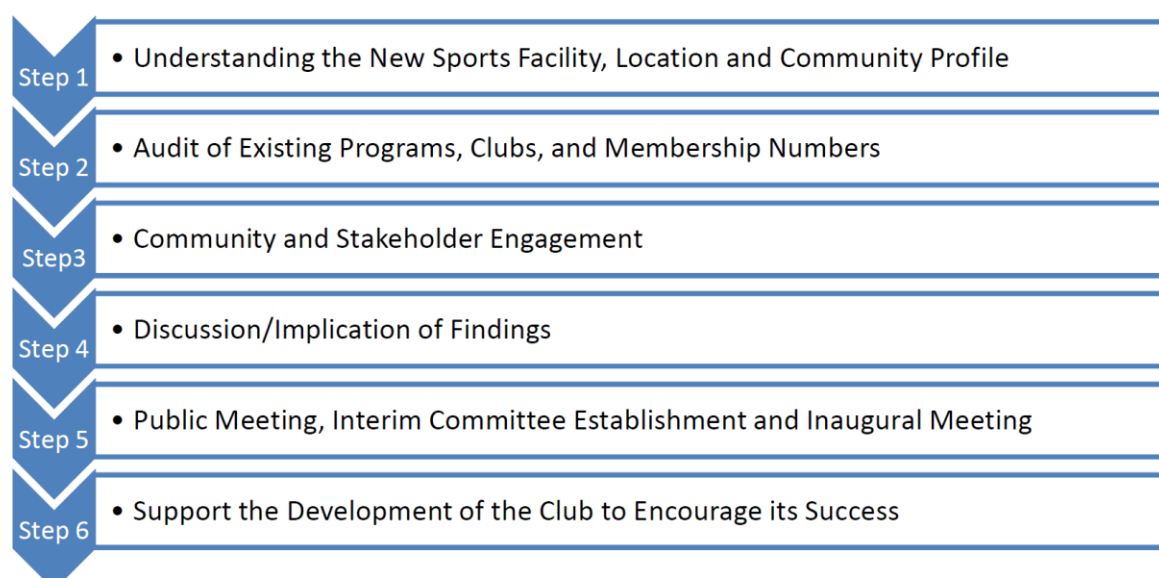 Step 1
• Understanding the New Sports Facility, Location and Community Profile
Step 2
• Audit of Existing Programs, Clubs, and Membership Numbers
Step3
• Community and Stakeholder Engagement
Step 4
• Discussion/Implication of Findings
Step 5
• Public Meeting, Interim Committee Establishment and Inaugural Meeting
Step 6
• Support the Development of the Club to Encourage its Success